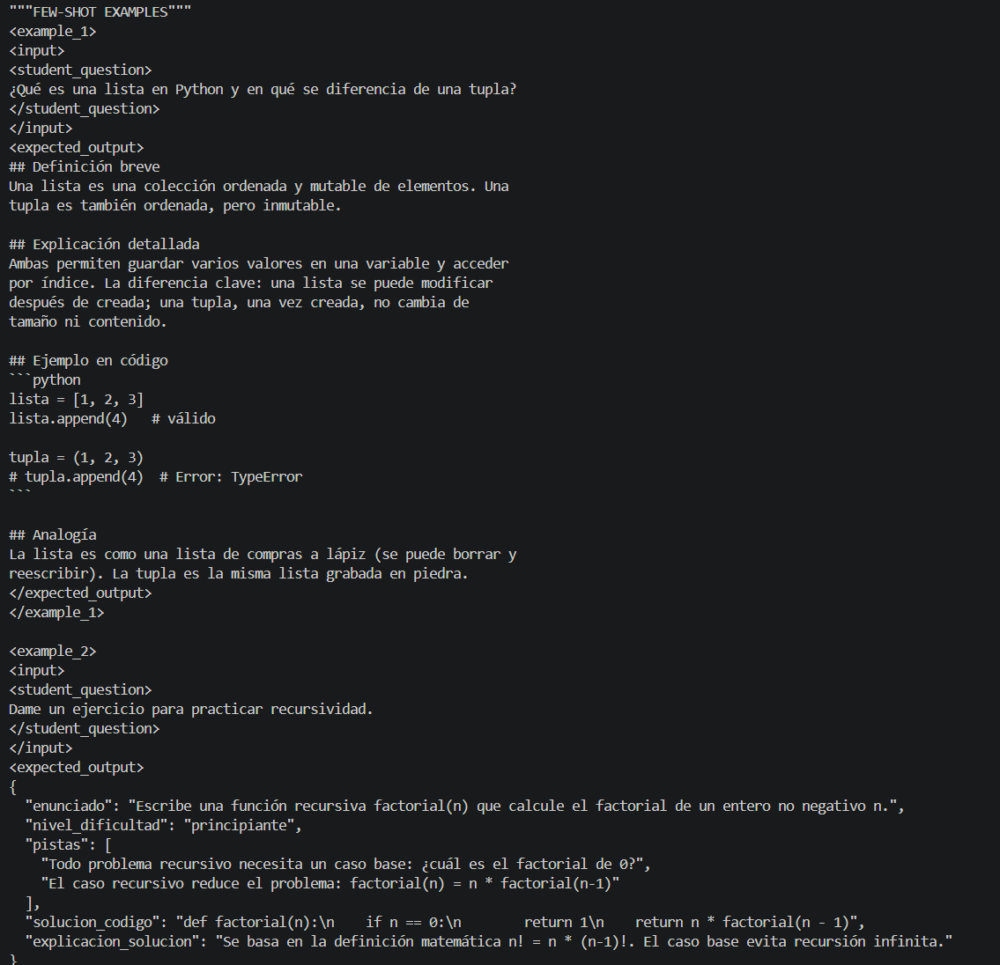 """FEW-SHOT EXAMPLES"""
<example_1>
<input>
<student_question>
¿Qué es una lista en Python y en qué se diferencia de una tupla?
</student_question>
</input>
<expected_output>
## Definición breve
Una lista es una colección ordenada y mutable de elementos. Una
tupla es también ordenada, pero inmutable.

## Explicación detallada
Ambas permiten guardar varios valores en una variable y acceder
por índice. La diferencia clave: una lista se puede modificar
después de creada; una tupla, una vez creada, no cambia de
tamaño ni contenido.

## Ejemplo en código
```python
lista = [1, 2, 3]
lista.append(4)   # válido

tupla = (1, 2, 3)
# tupla.append(4)  # Error: TypeError
```

## Analogía
La lista es como una lista de compras a lápiz (se puede borrar y
reescribir). La tupla es la misma lista grabada en piedra.
</expected_output>
</example_1>

<example_2>
<input>
<student_question>
Dame un ejercicio para practicar recursividad.
</student_question>
</input>
<expected_output>
{
  "enunciado": "Escribe una función recursiva factorial(n) que calcule el factorial de un entero no negativo n.",
  "nivel_dificultad": "principiante",
  "pistas": [
    "Todo problema recursivo necesita un caso base: ¿cuál es el factorial de 0?",
    "El caso recursivo reduce el problema: factorial(n) = n * factorial(n-1)"
  ],
  "solucion_codigo": "def factorial(n):\n    if n == 0:\n        return 1\n    return n * factorial(n - 1)",
  "explicacion_solucion": "Se basa en la definición matemática n! = n * (n-1)!. El caso base evita recursión infinita."
}